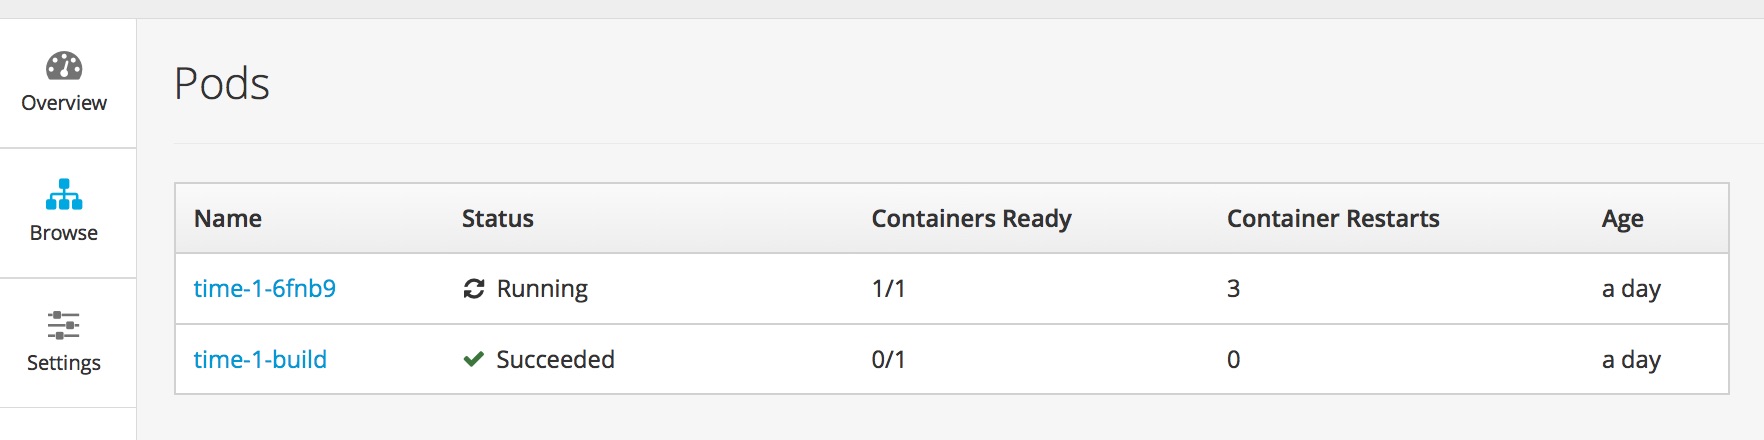 Overview
Browse
Settings
Pods
Name Status Containers Ready Container Restarts Age
time-1-6fnb9 Running 1/1 3 a day
time-1-build Succeeded 0/1 0 a day